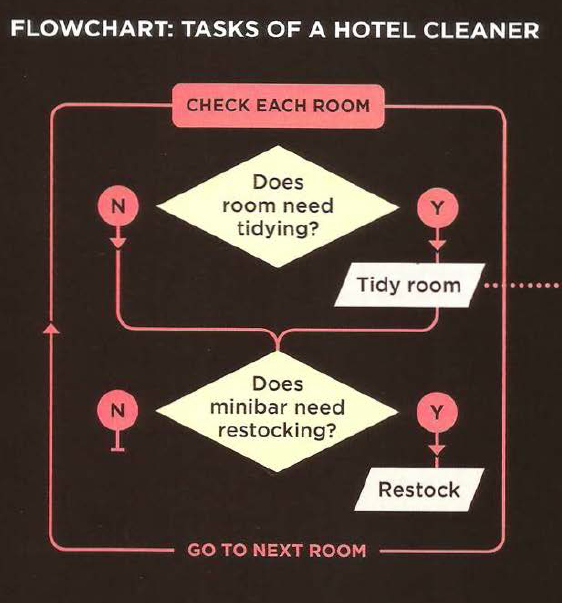 FLOWCHART: TASKS OF A HOTEL CLEANER
CHECK EACH ROOM
Does
room need
tidying?
N
Y
Tidy room
Does
minibar need
restocking?
N
Y
Restock
GO TO NEXT ROOM